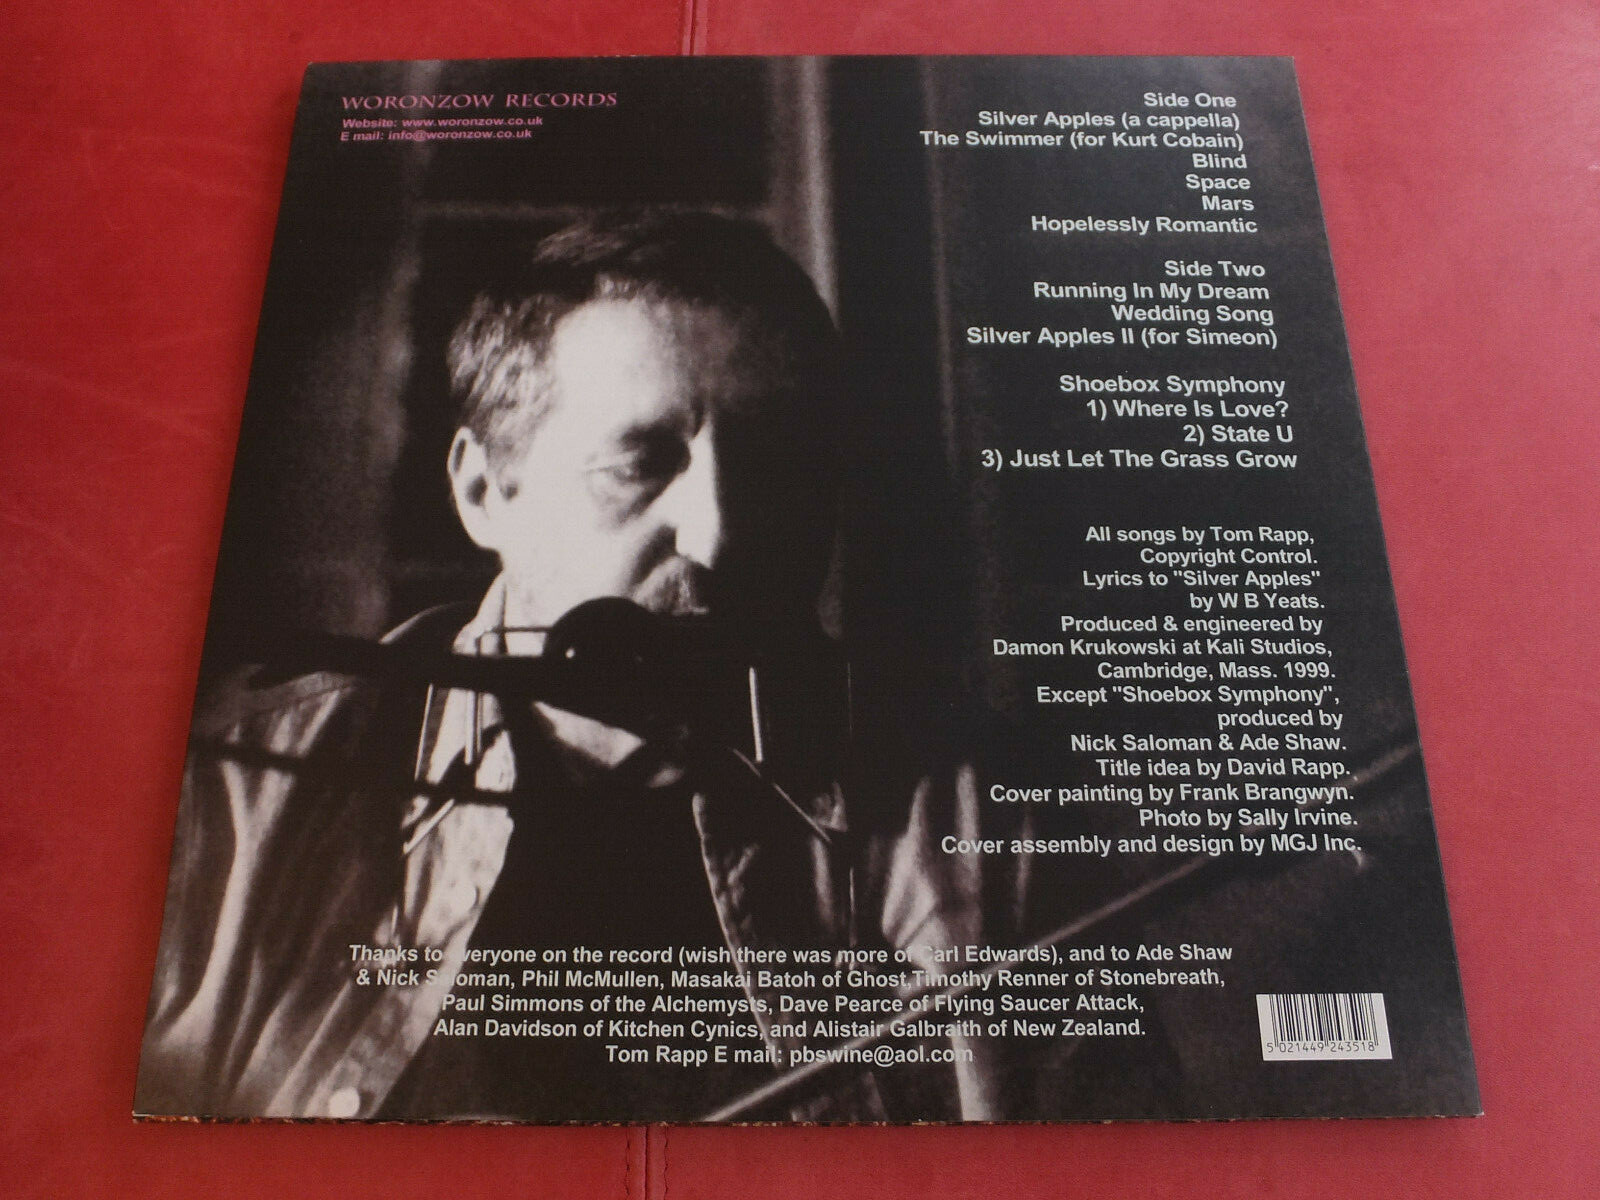 WORONZOW RECORDS
Website: www.woronzow.co.uk
E mail: info@woronzow.co.uk
Side One
Silver Apples (a cappella)
The Swimmer (for Kurt Cobain)
Blind
Space
Mars
Hopelessly Romantic
Side Two
Running In My Dream
Wedding Song
Silver Apples II (for Simeon)
Shoebox Symphony
1) Where Is Love?
2) State U
3) Just Let The Grass Grow
All songs by Tom Rapp,
Copyright Control.
Lyrics to "Silver Apples"
by W B Yeats.
Produced & engineered by
Damon Krukowski at Kali Studios,
Cambridge, Mass. 1999.
Except "Shoebox Symphony",
produced by
Nick Saloman & Ade Shaw.
Title idea by David Rapp.
Cover painting by Frank Brangwyn.
Photo by Sally Irvine.
Cover assembly and design by MGJ Inc.
Thanks to everyone on the record (wish there was more of Carl Edwards), and to Ade Shaw
& Nick Saloman, Phil McMullen, Masakai Batoh of Ghost,Timothy Renner of Stonebreath,
Paul Simmons of the Alchemysts, Dave Pearce of Flying Saucer Attack,
Alan Davidson of Kitchen Cynics, and Alistair Galbraith of New Zealand.
Tom Rapp E mail: pbswine@aol.com
5 021449 243518